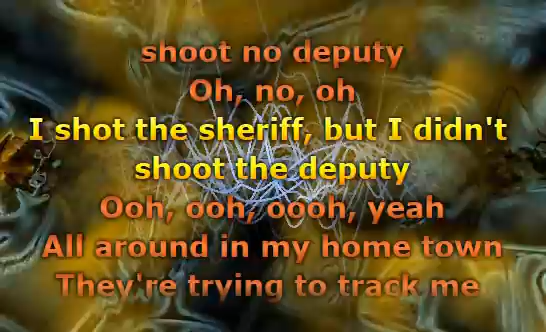 shoot no deputy
Oh, no, oh
I shot the sheriff, but I didn't
shoot the deputy
Ooh, ooh, oooh, yeah
All around in my home town
They're trying to track me